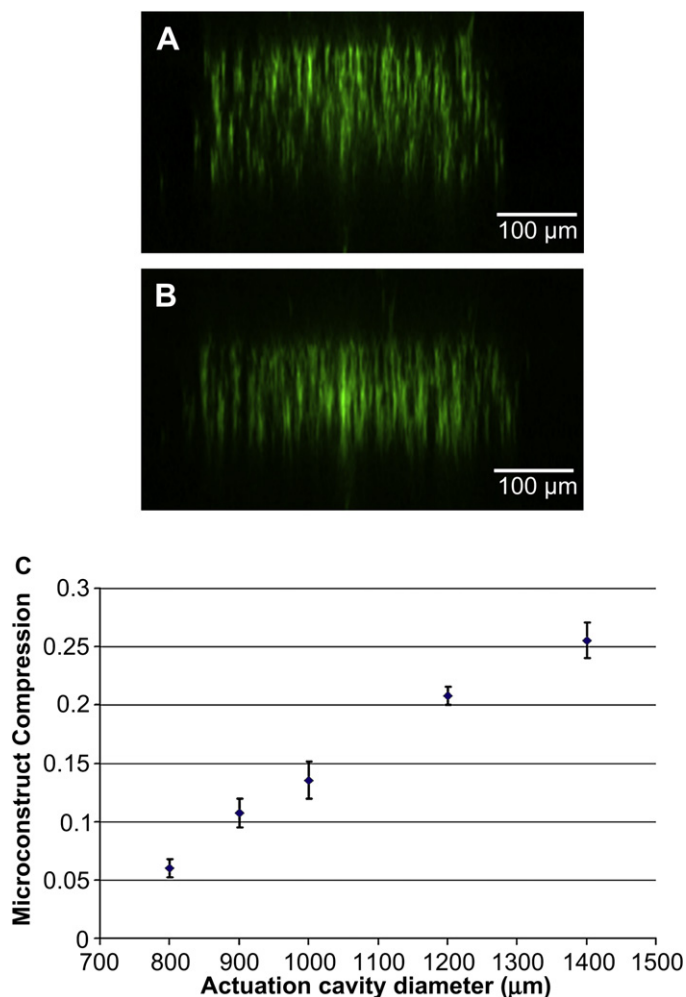 A
100 µm
B
100 µm
C
0.3
0.25
0.2
0.15
0.1
0.05
0
Microconstruct Compression
700 800 900 1000 1100 1200 1300 1400 1500
Actuation cavity diameter (µm)